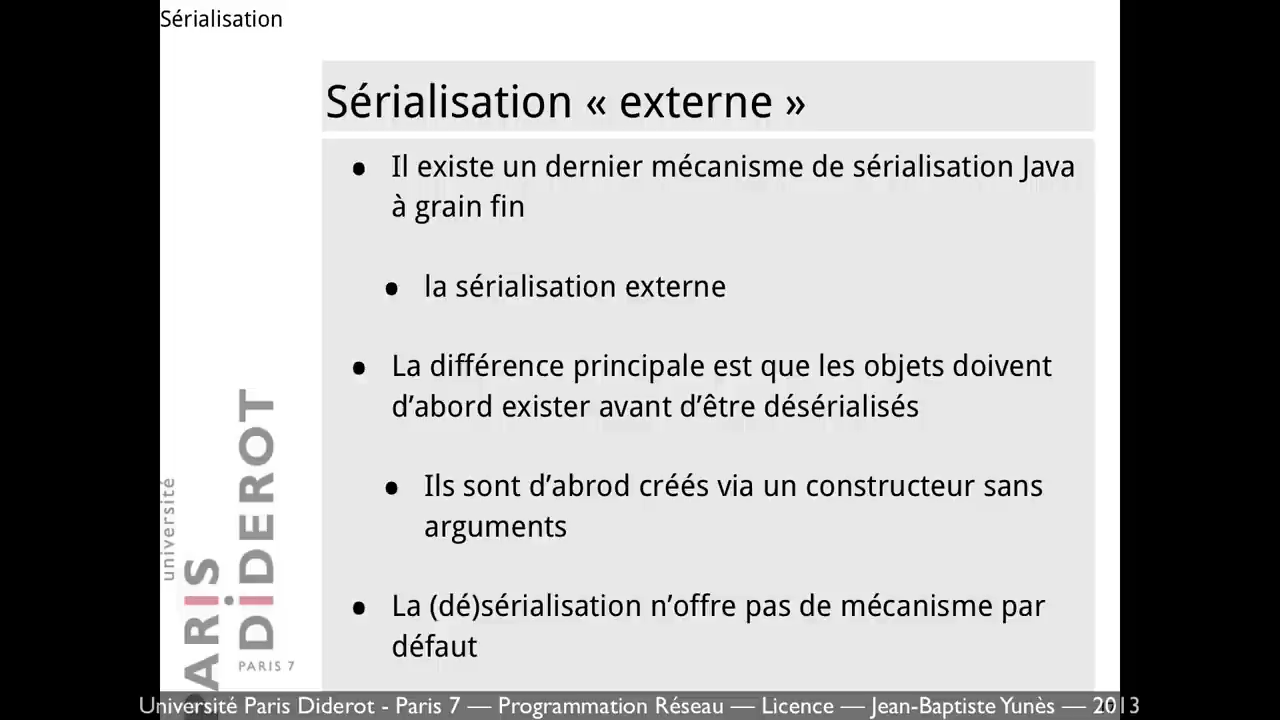 Sérialisation
Sérialisation « externe »
• Il existe un dernier mécanisme de sérialisation Java
à grain fin
• la sérialisation externe
• La différence principale est que les objets doivent
d’abord exister avant d’être désérialisés
• Ils sont d’abrod créés via un constructeur sans
arguments
• La (dé)sérialisation n’offre pas de mécanisme par
défaut
université
PARIS
DIDEROT
PARIS 7
Université Paris Diderot - Paris 7 — Programmation Réseau — Licence — Jean-Baptiste Yunès — 2013